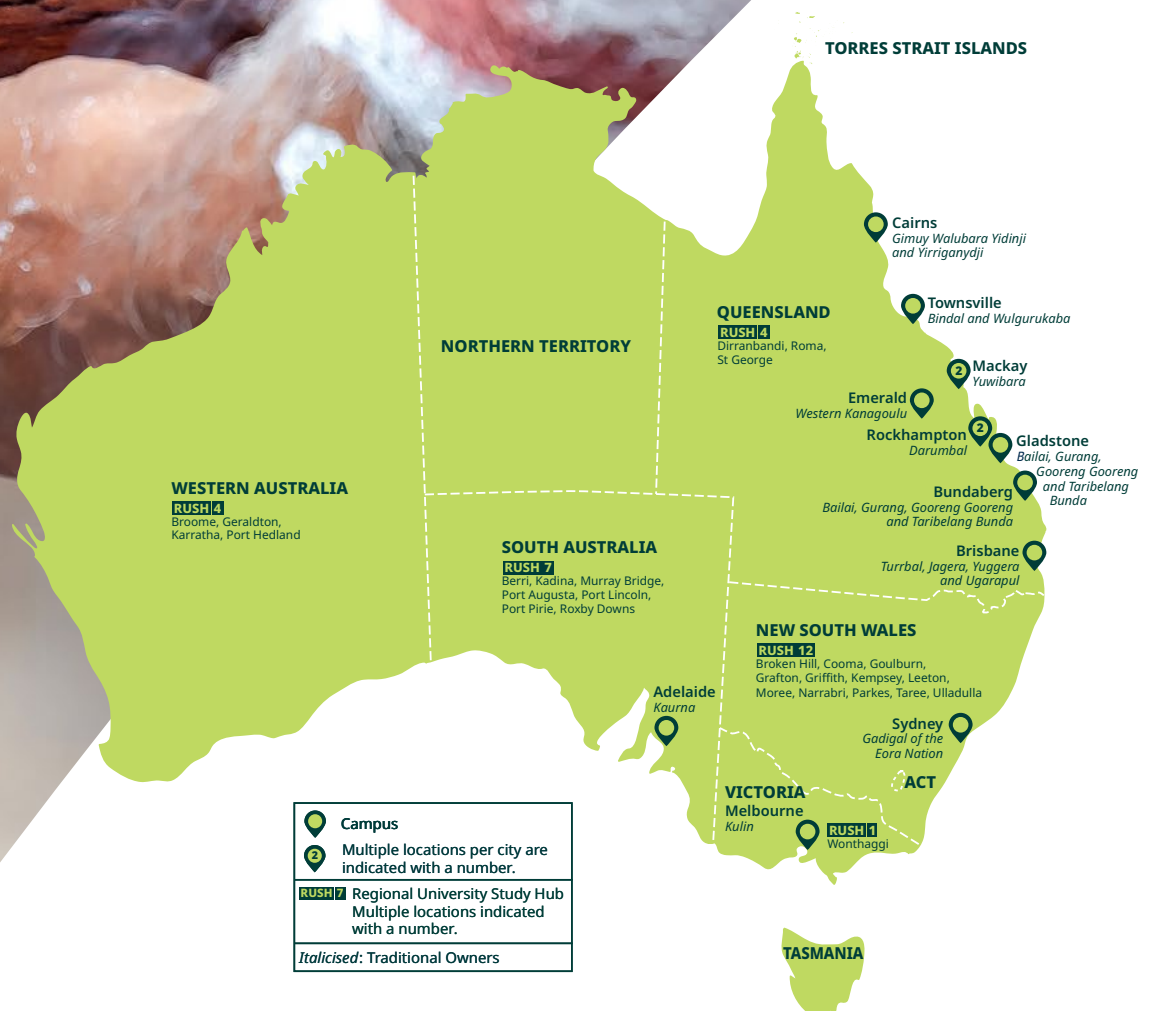 TORRES STRAIT ISLANDS
Cairns
Gimuy Walubara Yidinji
and Yirriganydji
Townsville
Bindal and Wulgurukaba
QUEENSLAND
RUSH 4
Dirranbandi, Roma,
St George
NORTHERN TERRITORY
2
Mackay
Yuwibara
Emerald
Western Kanagoulu
2
Rockhampton
Darumbal
Gladstone
Bailai, Gurang,
Gooreng Gooreng
and Taribelang
Bunda
Bundaberg
Bailai, Gurang, Gooreng Gooreng
and Taribelang Bunda
WESTERN AUSTRALIA
RUSH 4
Broome, Geraldton,
Karratha, Port Hedland
SOUTH AUSTRALIA
RUSH 7
Berri, Kadina, Murray Bridge,
Port Augusta, Port Lincoln,
Port Pirie, Roxby Downs
Brisbane
Turrbal, Jagera, Yuggera
and Ugarapul
NEW SOUTH WALES
RUSH 12
Broken Hill, Cooma, Goulburn,
Grafton, Griffith, Kempsey, Leeton,
Moree, Narrabri, Parkes, Taree, Ulladulla
Adelaide
Kaurna
Sydney
Gadigal of the
Eora Nation
ACT
VICTORIA
Melbourne
Kulin
RUSH 1
Wonthaggi
Campus
2
Multiple locations per city are
indicated with a number.
RUSH 7
Regional University Study Hub
Multiple locations indicated
with a number.
Italicised: Traditional Owners
TASMANIA